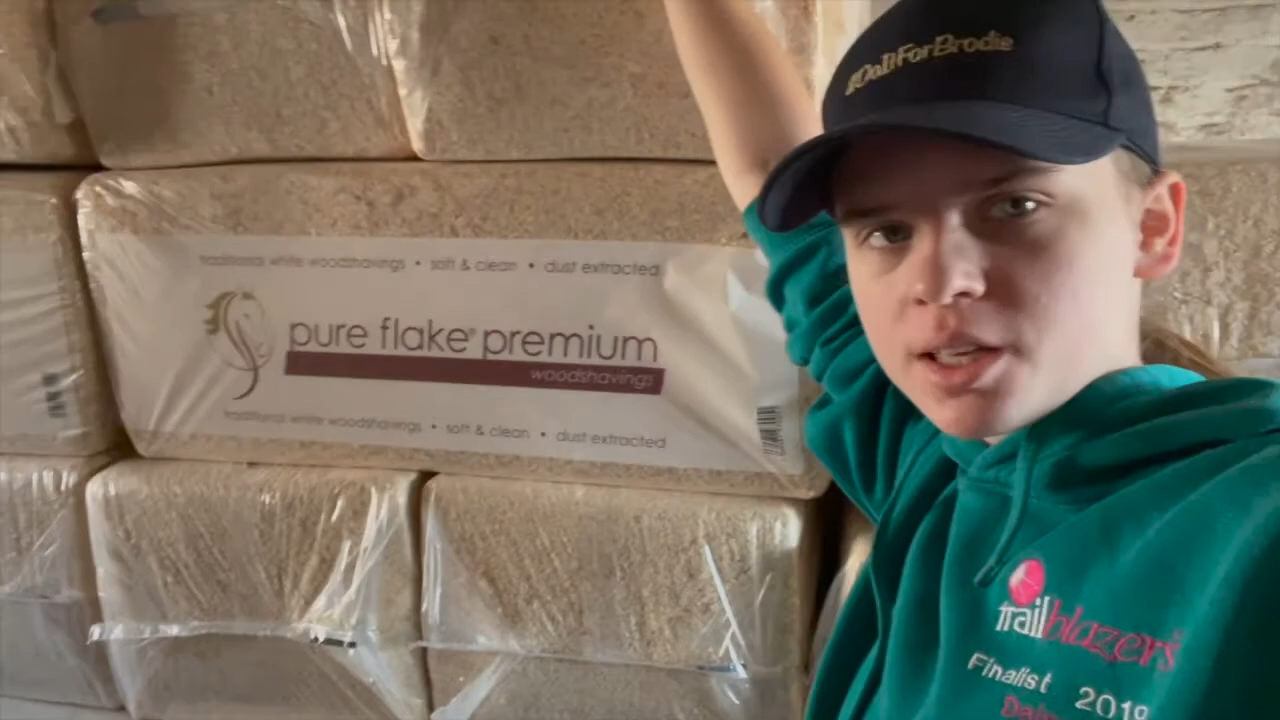 #DoItForBrodie
traditional white woodshavings • soft & clean • dust extracted
pure flake® premium
woodshavings
traditional white woodshavings • soft & clean • dust extracted
trailblazers
Finalist 2019